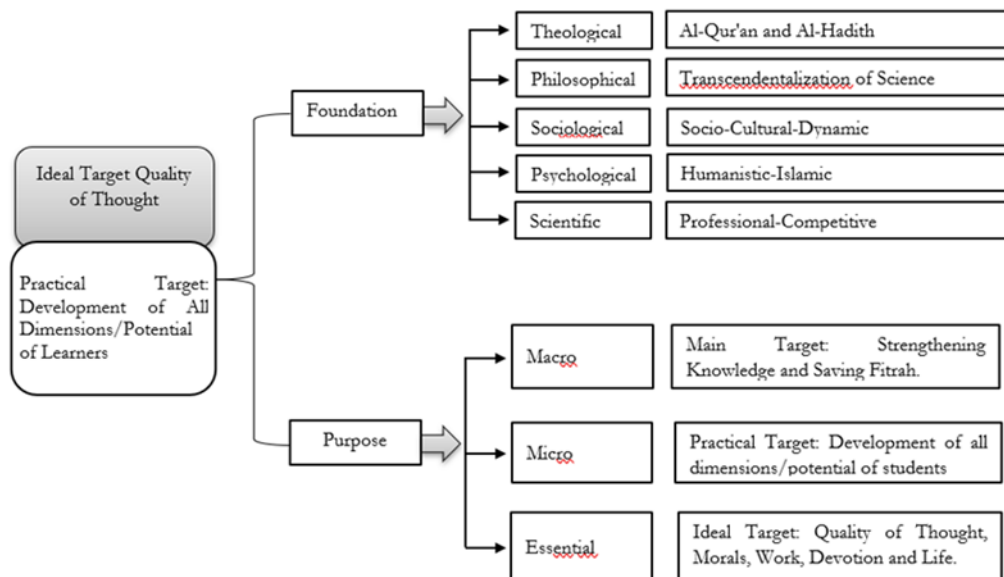 Ideal Target Quality
of Thought
Practical Target:
Development of All
Dimensions/Potential
of Learners
Foundation
Theological
Al-Qur'an and Al-Hadith
Philosophical
Transcendentalization of Science
Sociological
Socio-Cultural-Dynamic
Psychological
Humanistic-Islamic
Scientific
Professional-Competitive
Purpose
Macro
Main Target: Strengthening
Knowledge and Saving Fitrah.
Micro
Practical Target: Development of all
dimensions/potential of students
Essential
Ideal Target: Quality of Thought,
Morals, Work, Devotion and Life.